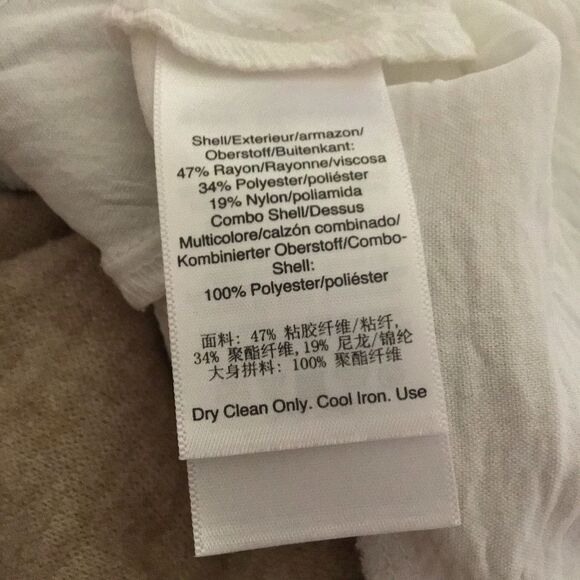 Shell/Exterieur/armazon/
Oberstoff/Buitenkant:
47% Rayon/Rayonne/viscosa
34% Polyester/poliéster
19% Nylon/poliamida
Combo Shell/Dessus
Multicolore/calzón combinado/
Kombinierter Oberstoff/Combo-
Shell:
100% Polyester/poliéster
面料: 47% 粘胶纤维/粘纤,
34% 聚酯纤维,19% 尼龙/锦纶
大身拼料: 100% 聚酯纤维
Dry Clean Only. Cool Iron. Use